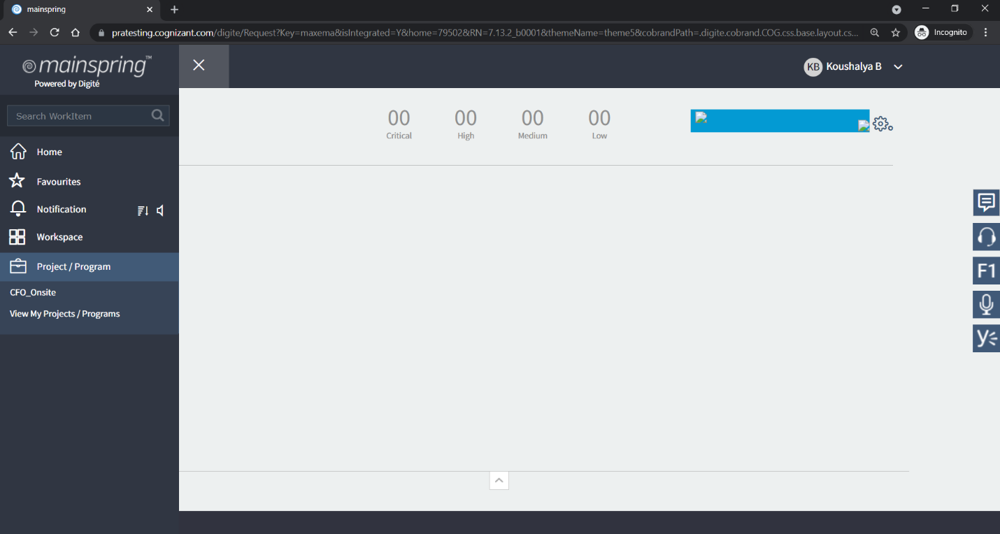 mainspring
pratesting.cognizant.com/digite/Request?Key=maxema&isIntegrated=Y&home=79502&RN=7.13.2_b0001&themeName=theme5&cobrandPath=.digite.cobrand.COG.css.base.layout.cs...
Incognito
mainspring™
Powered by Digité
KB Koushalya B
Search WorkItem
00 00 00 00
Critical High Medium Low
Home
Favourites
Notification
Workspace
Project / Program
CFO_Onsite
View My Projects / Programs
F1